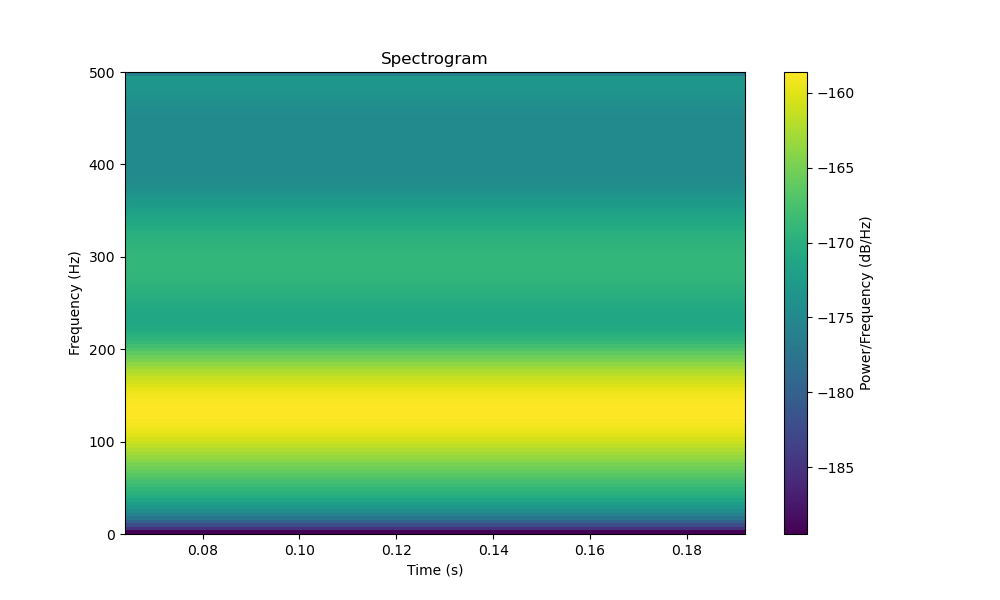 Spectrogram
500
400
300
200
100
0
Frequency (Hz)
0.08 0.10 0.12 0.14 0.16 0.18
Time (s)
−160
−165
−170
−175
−180
−185
Power/Frequency (dB/Hz)